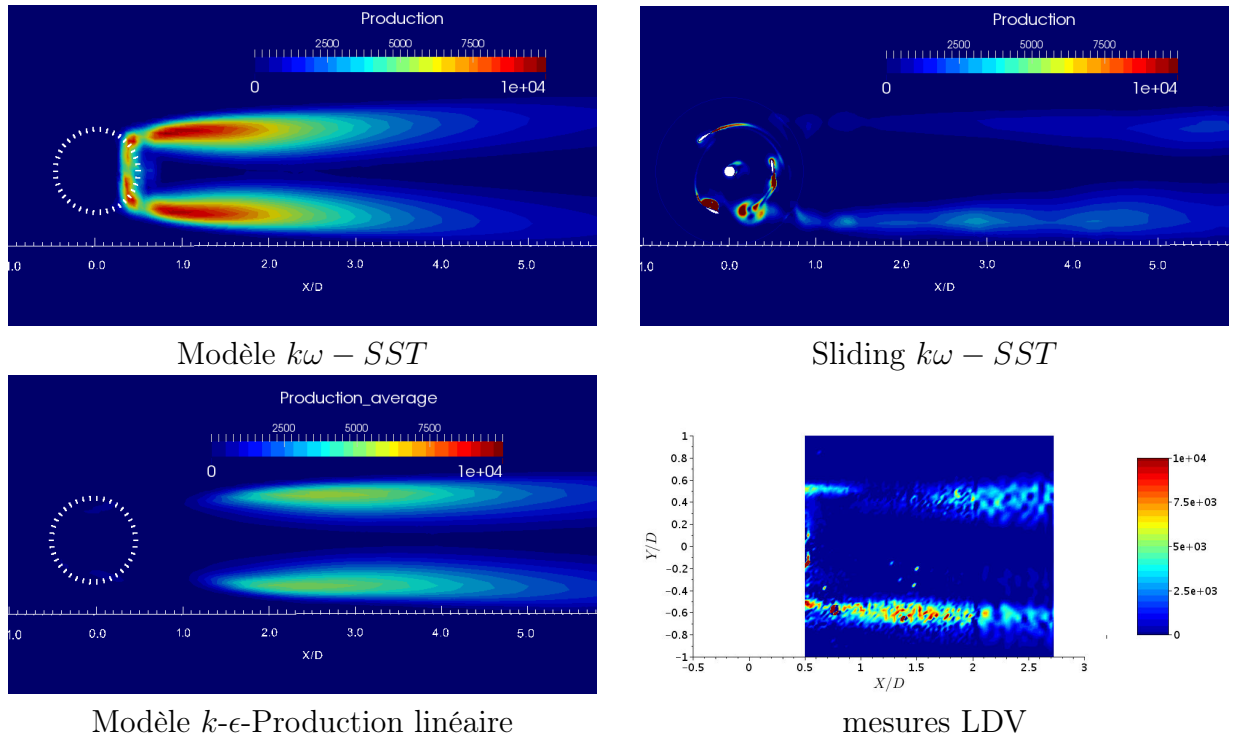 Production
2500 5000 7500
0 1e+04
1.0 0.0 1.0 2.0 3.0 4.0 5.0
X/D
Modèle kω − SST
Production
2500 5000 7500
0 1e+04
1.0 0.0 1.0 2.0 3.0 4.0 5.0
X/D
Sliding kω − SST
Production_average
2500 5000 7500
0 1e+04
1.0 0.0 1.0 2.0 3.0 4.0 5.0
X/D
Modèle k-ϵ-Production linéaire
1
0.8
0.6
0.4
0.2
0
−0.2
−0.4
−0.6
−0.8
−1
Y/D
−0.5 0 0.5 1 1.5 2 2.5 3
X/D
1e+04
7.5e+03
5e+03
2.5e+03
0
mesures LDV